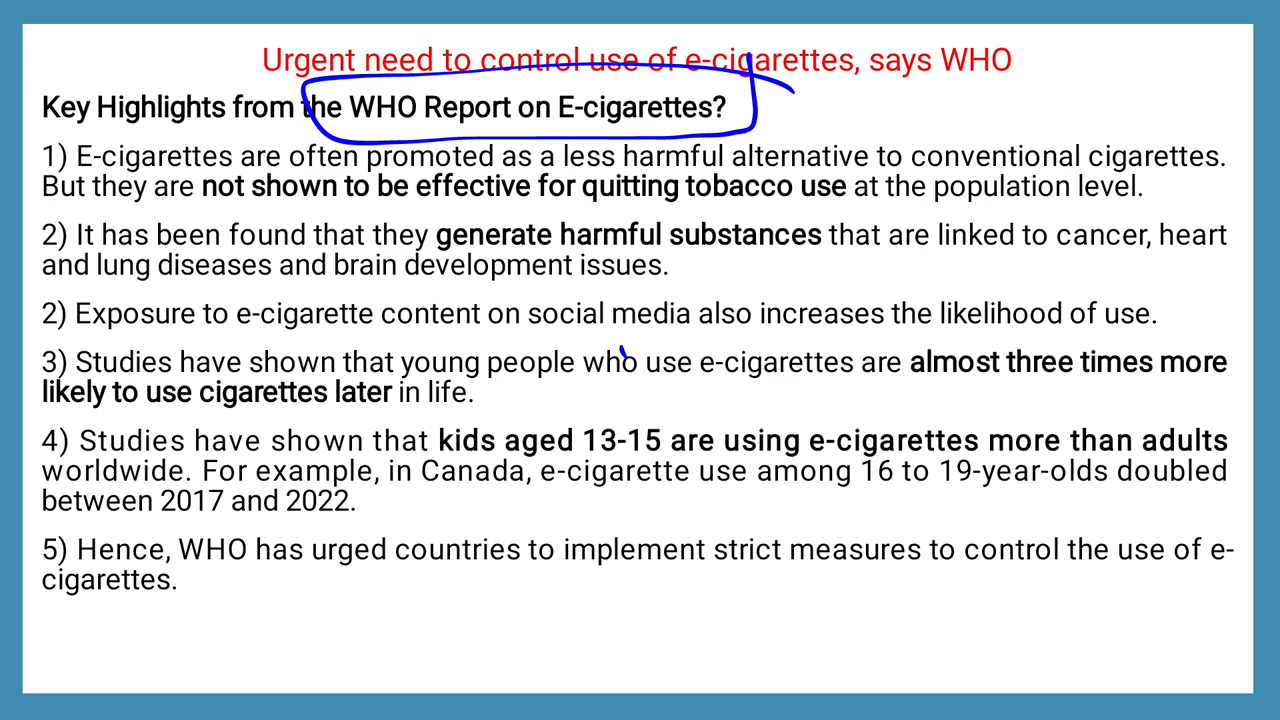 Urgent need to control use of e-cigarettes, says WHO
Key Highlights from the WHO Report on E-cigarettes?
1) E-cigarettes are often promoted as a less harmful alternative to conventional cigarettes.
But they are not shown to be effective for quitting tobacco use at the population level.
2) It has been found that they generate harmful substances that are linked to cancer, heart
and lung diseases and brain development issues.
2) Exposure to e-cigarette content on social media also increases the likelihood of use.
3) Studies have shown that young people who use e-cigarettes are almost three times more
likely to use cigarettes later in life.
4) Studies have shown that kids aged 13-15 are using e-cigarettes more than adults
worldwide. For example, in Canada, e-cigarette use among 16 to 19-year-olds doubled
between 2017 and 2022.
5) Hence, WHO has urged countries to implement strict measures to control the use of e-
cigarettes.